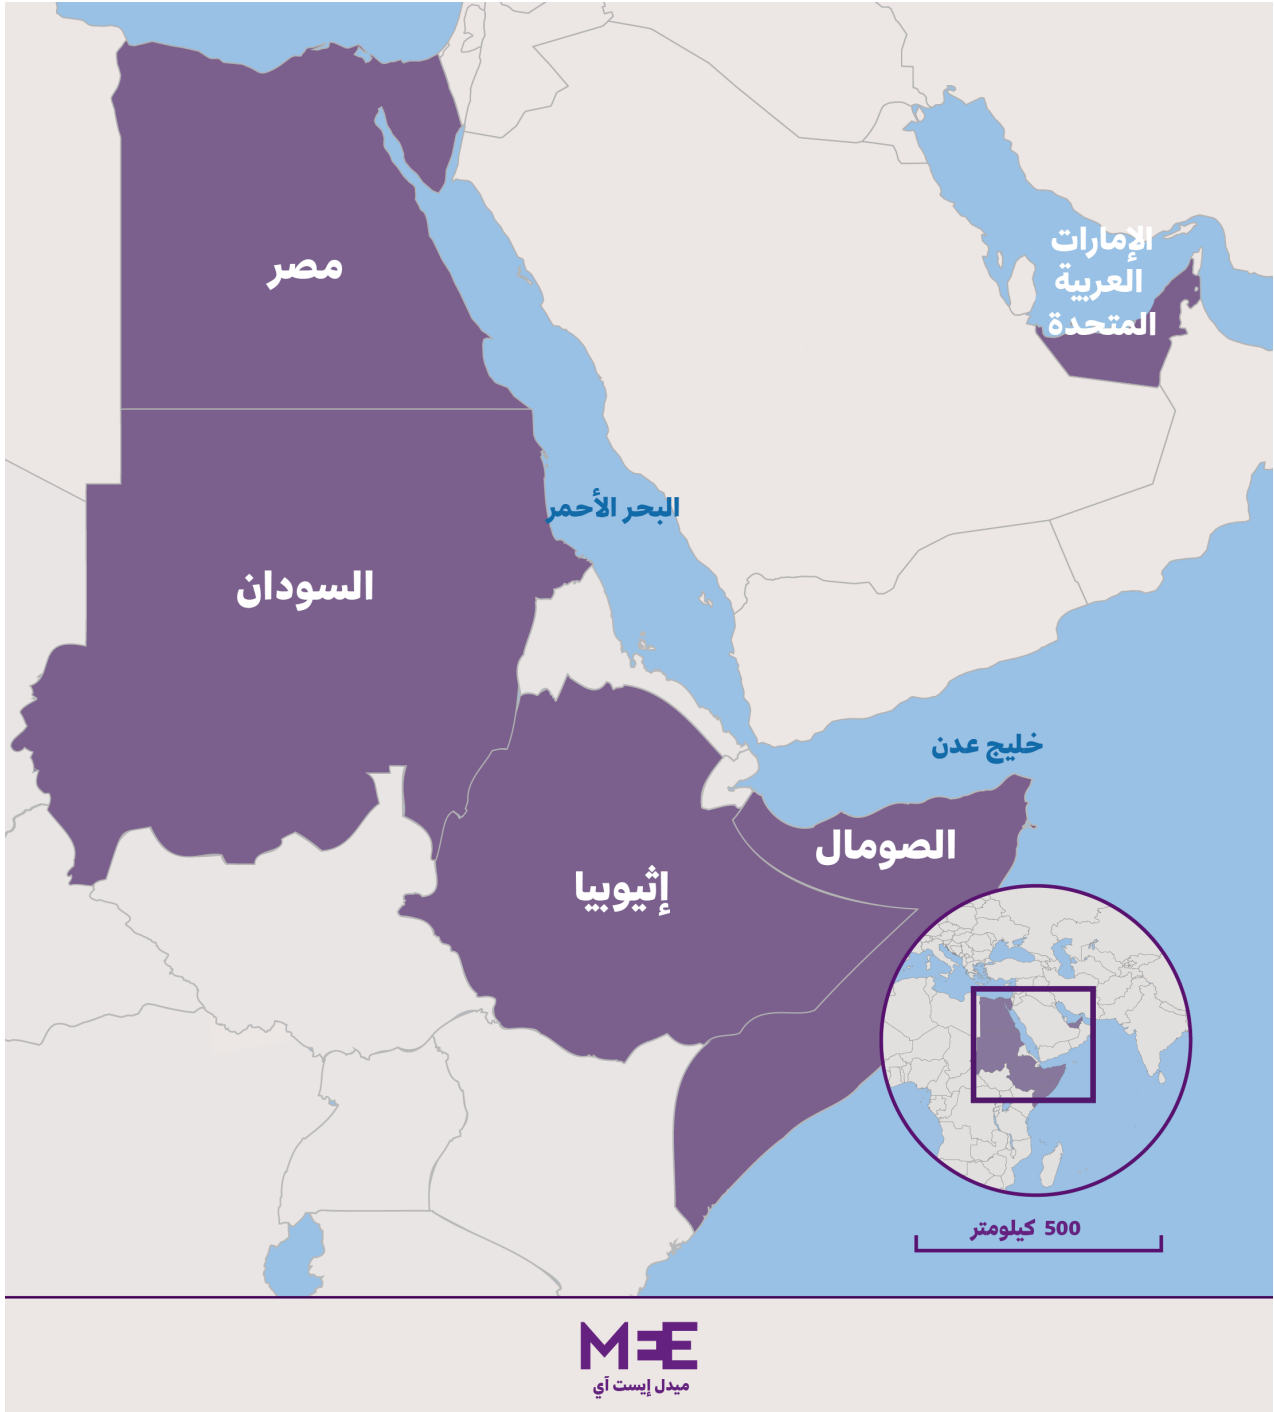 مصر
الإمارات
العربية
المتحدة
البحر الأحمر
السودان
خليج عدن
الصومال
إثيوبيا
500 كيلومتر
MEE
ميدل إيست آي